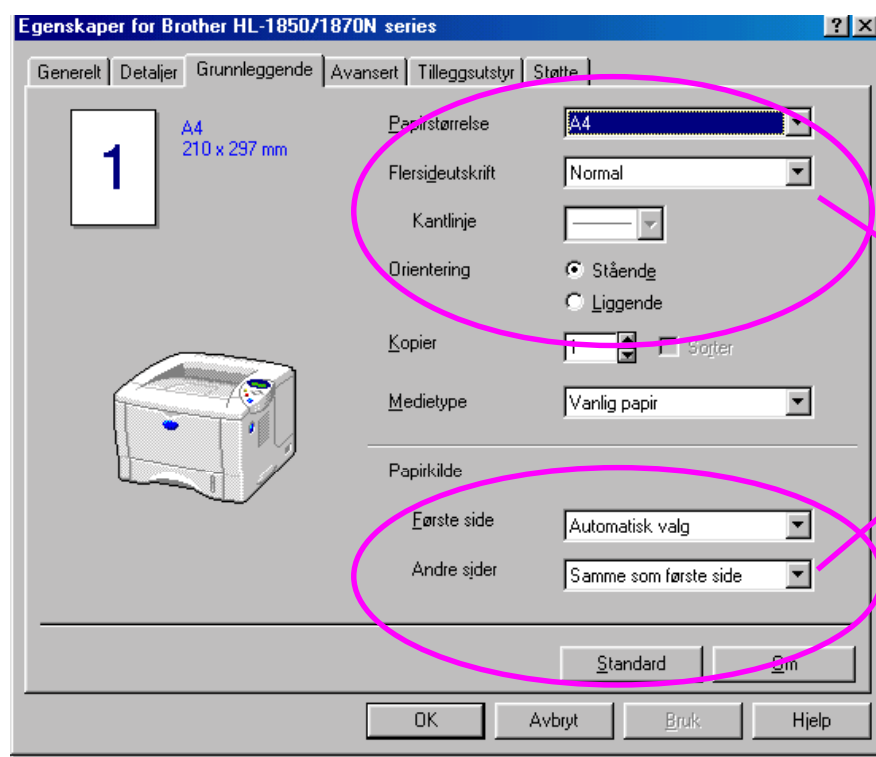 Egenskaper for Brother HL-1850/1870N series
Generelt Detaljer Grunnleggende Avansert Tilleggsutstyr Støtte
1
A4
210 x 297 mm
Papirstørrelse A4
Flersideutskrift Normal
Kantlinje
Orientering Stående
Liggende
Kopier 1 Sorter
Medietype Vanlig papir
Papirkilde
Første side Automatisk valg
Andre sider Samme som første side
Standard Om
OK Avbryt Bruk Hjelp